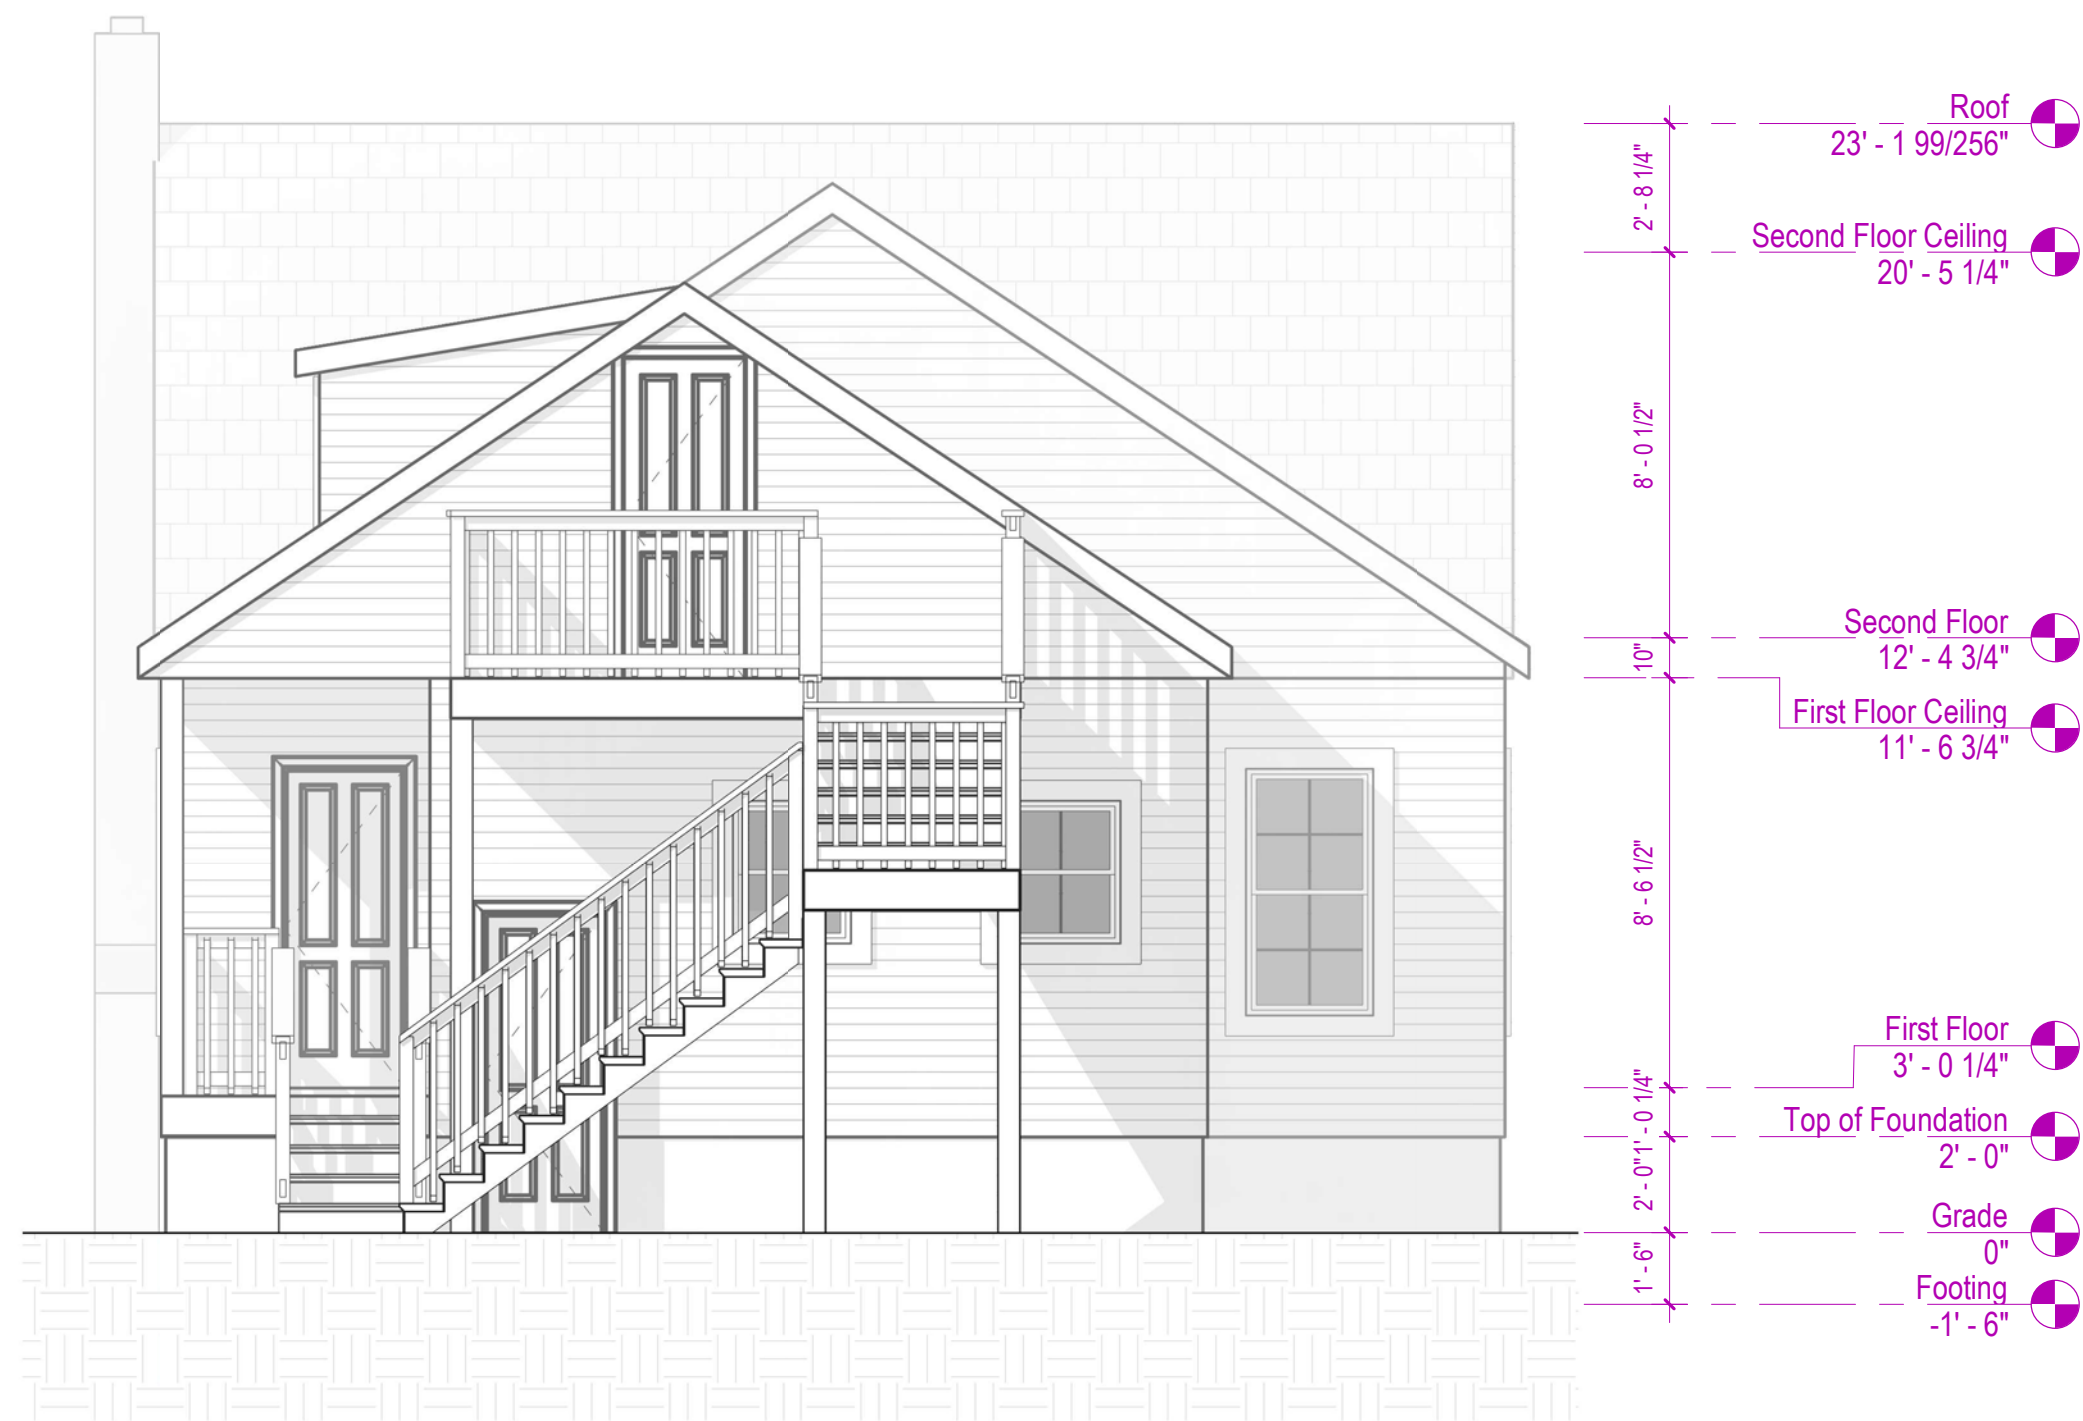 Roof
23' - 1 99/256"
2' - 8 1/4"
Second Floor Ceiling
20' - 5 1/4"
8' - 0 1/2"
Second Floor
12' - 4 3/4"
10"
First Floor Ceiling
11' - 6 3/4"
8' - 6 1/2"
First Floor
3' - 0 1/4"
1' - 0 1/4"
Top of Foundation
2' - 0"
2' - 0"
Grade
0"
1' - 6"
Footing
-1' - 6"